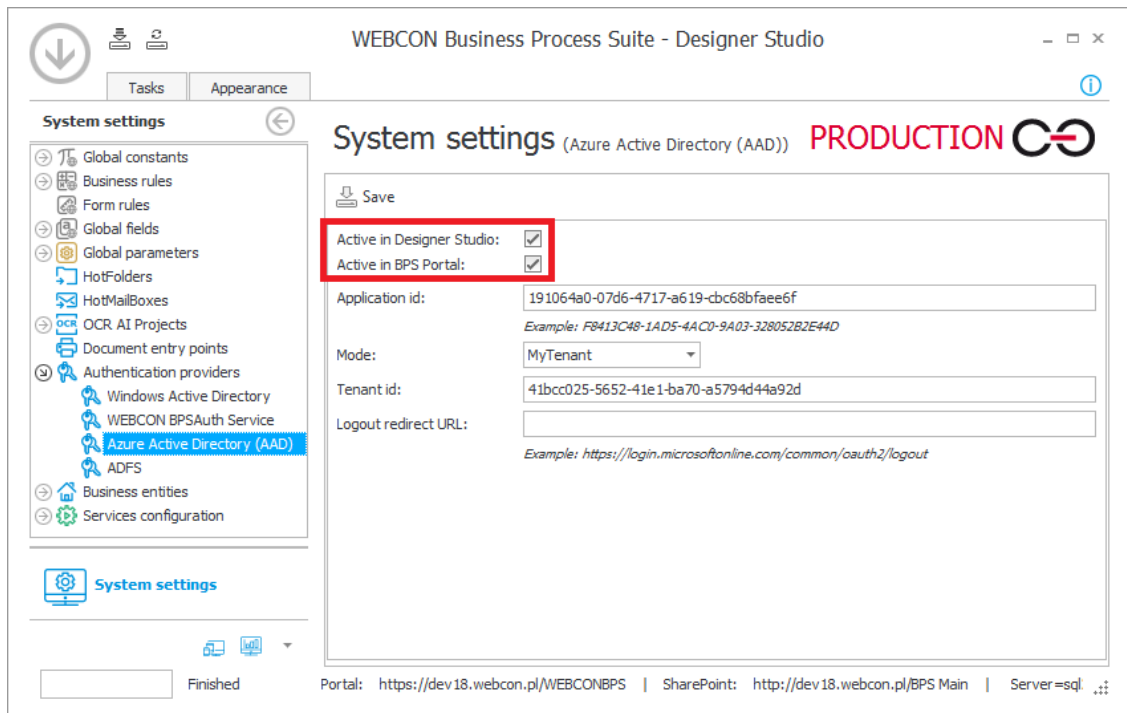 WEBCON Business Process Suite - Designer Studio
Tasks
Appearance
System settings
Global constants
Business rules
Form rules
Global fields
Global parameters
HotFolders
HotMailBoxes
OCR AI Projects
Document entry points
Authentication providers
Windows Active Directory
WEBCON BPSAuth Service
Azure Active Directory (AAD)
ADFS
Business entities
Services configuration
System settings
Finished
System settings (Azure Active Directory (AAD)) PRODUCTION
Save
Active in Designer Studio:
Active in BPS Portal:
Application id: 191064a0-07d6-4717-a619-cbc68bfaee6f
Example: F8413C48-1AD5-4AC0-9A03-328052B2E44D
Mode: MyTenant
Tenant id: 41bcc025-5652-41e1-ba70-a5794d44a92d
Logout redirect URL:
Example: https://login.microsoftonline.com/common/oauth2/logout
Portal: https://dev18.webcon.pl/WEBCONBPS | SharePoint: http://dev18.webcon.pl/BPS Main | Server=sql